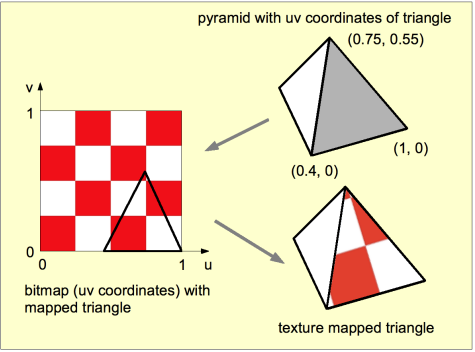 pyramid with uv coordinates of triangle
(0.75, 0.55)
v
1
(1, 0)
(0.4, 0)
0
0
1
u
bitmap (uv coordinates) with
mapped triangle
texture mapped triangle